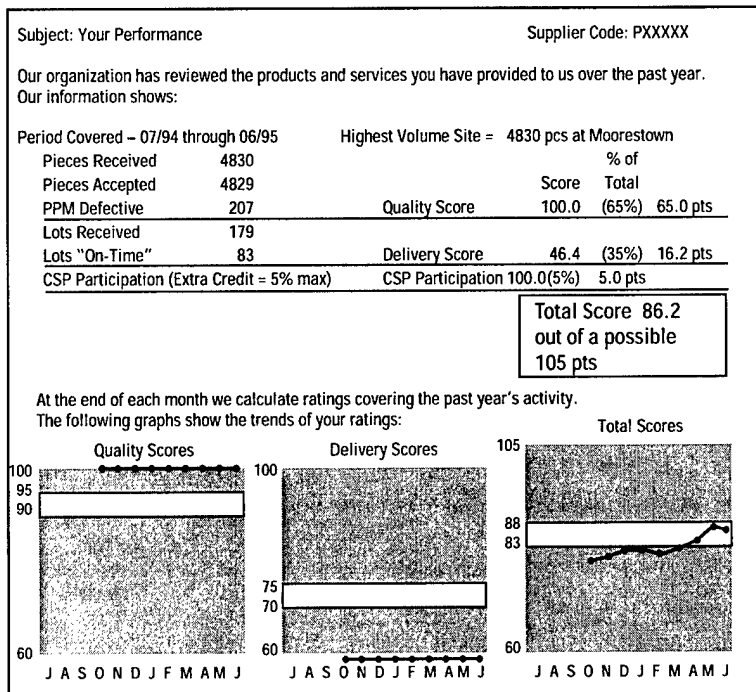 Subject: Your Performance Supplier Code: PXXXXX
Our organization has reviewed the products and services you have provided to us over the past year.
Our information shows:
Period Covered – 07/94 through 06/95 Highest Volume Site = 4830 pcs at Moorestown
Pieces Received 4830 % of
Pieces Accepted 4829 Score Total
PPM Defective 207 Quality Score 100.0 (65%) 65.0 pts
Lots Received 179
Lots "On-Time" 83 Delivery Score 46.4 (35%) 16.2 pts
CSP Participation (Extra Credit = 5% max) CSP Participation 100.0(5%) 5.0 pts
Total Score 86.2
out of a possible
105 pts
At the end of each month we calculate ratings covering the past year's activity.
The following graphs show the trends of your ratings:
Quality Scores
100
95
90
60
J A S O N D J F M A M J
Delivery Scores
100
75
70
60
J A S O N D J F M A M J
Total Scores
105
88
83
60
J A S O N D J F M A M J